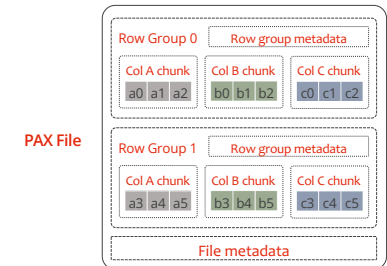 Row Group 0 Row group metadata
Col A chunk Col B chunk Col C chunk
a0 a1 a2 b0 b1 b2 c0 c1 c2
PAX File
Row Group 1 Row group metadata
Col A chunk Col B chunk Col C chunk
a3 a4 a5 b3 b4 b5 c3 c4 c5
File metadata